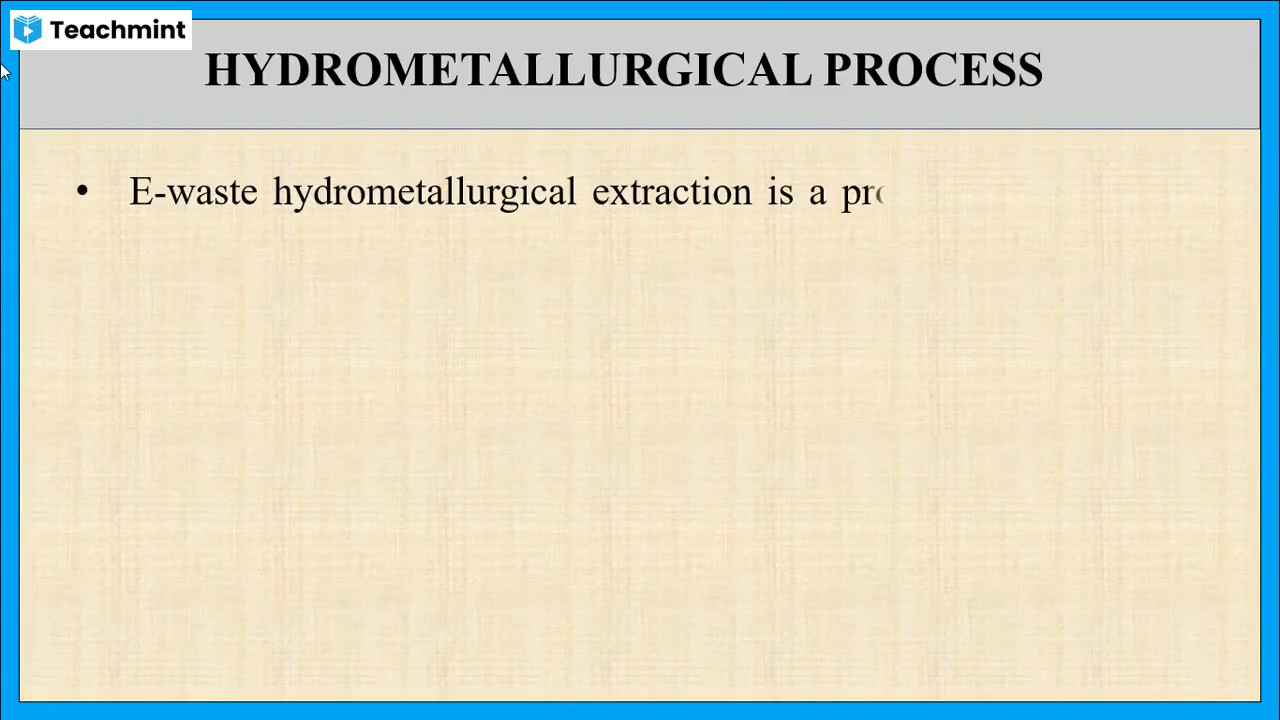 Teachmint
HYDROMETALLURGICAL PROCESS
• E-waste hydrometallurgical extraction is a